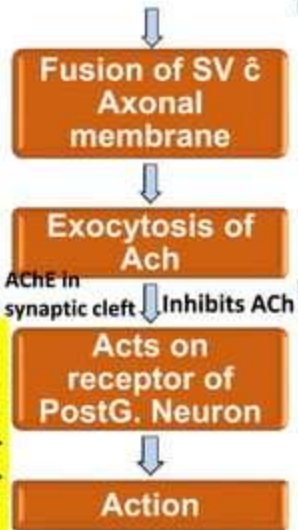 Fusion of SV ĉ
Axonal
membrane
Exocytosis of
Ach
AChE in
synaptic cleft
Inhibits ACh
Acts on
receptor of
PostG. Neuron
Action